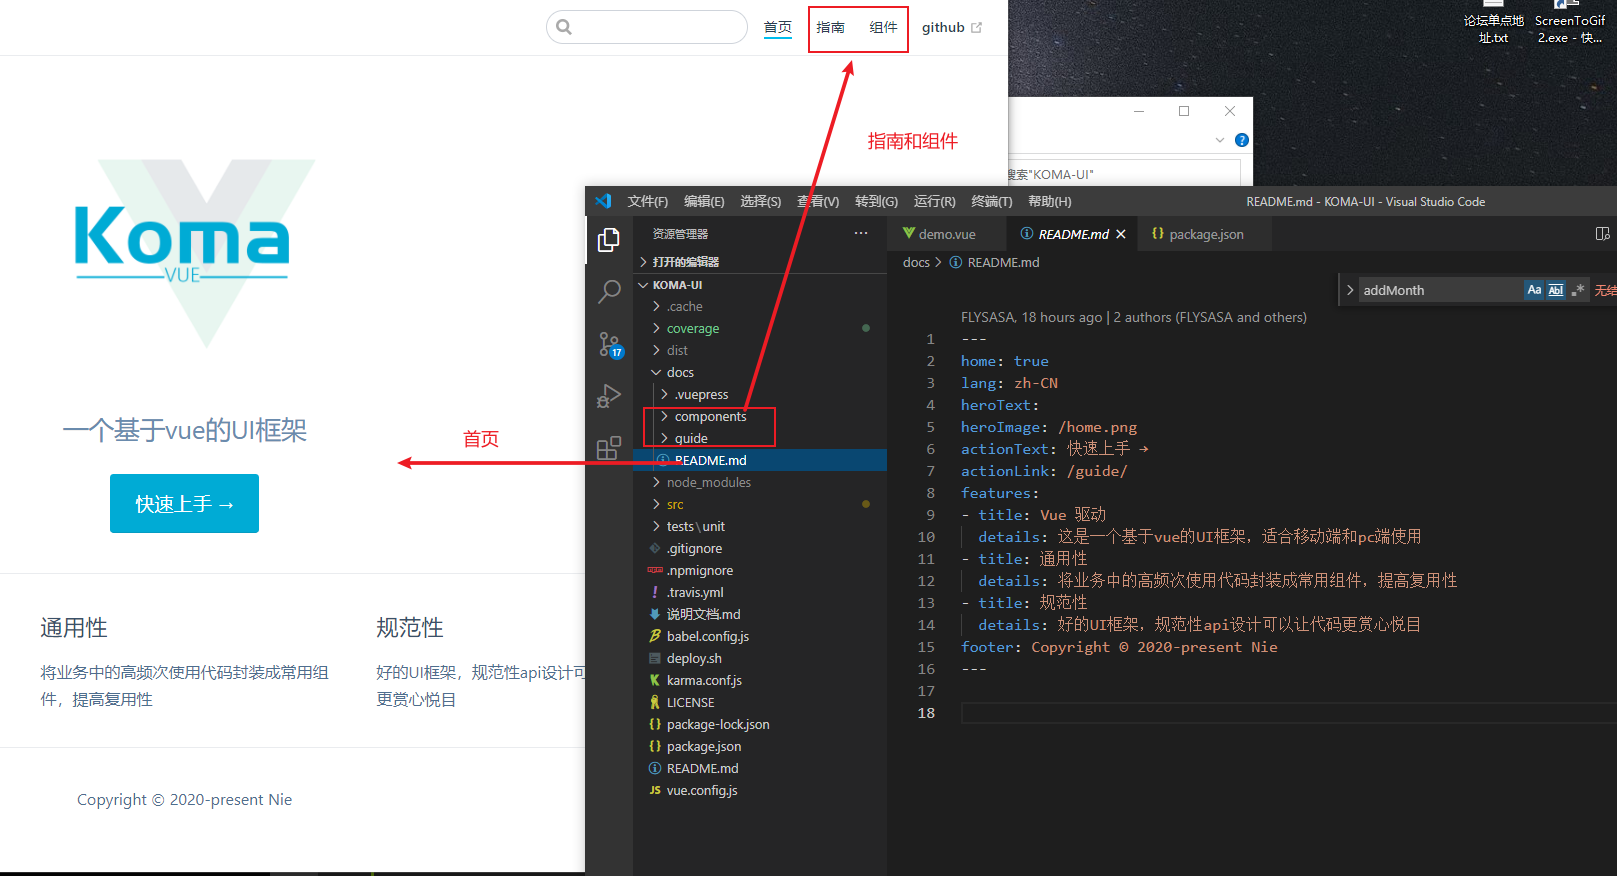 首页
指南
组件
github
论坛单点地
址.txt
ScreenToGif
2.exe - 快...
指南和组件
搜索"KOMA-UI"
Koma
VUE
一个基于vue的UI框架
快速上手 →
首页
通用性
将业务中的高频次使用代码封装成常用组
件，提高复用性
规范性
好的UI框架，规范性api设计可
更赏心悦目
Copyright © 2020-present Nie
文件(F) 编辑(E) 选择(S) 查看(V) 转到(G) 运行(R) 终端(T) 帮助(H)
README.md - KOMA-UI - Visual Studio Code
资源管理器
打开的编辑器
KOMA-UI
.cache
coverage
dist
docs
.vuepress
components
guide
README.md
node_modules
src
tests\unit
.gitignore
.npmignore
.travis.yml
说明文档.md
babel.config.js
deploy.sh
karma.conf.js
LICENSE
package-lock.json
package.json
README.md
vue.config.js
17
demo.vue
README.md
package.json
docs > README.md
addMonth
Aa
Abl
.*
无结
FLYSASA, 18 hours ago | 2 authors (FLYSASA and others)
1 ---
2 home: true
3 lang: zh-CN
4 heroText:
5 heroImage: /home.png
6 actionText: 快速上手 →
7 actionLink: /guide/
8 features:
9 - title: Vue 驱动
10 details: 这是一个基于vue的UI框架，适合移动端和pc端使用
11 - title: 通用性
12 details: 将业务中的高频次使用代码封装成常用组件，提高复用性
13 - title: 规范性
14 details: 好的UI框架，规范性api设计可以让代码更赏心悦目
15 footer: Copyright © 2020-present Nie
16 ---
17
18